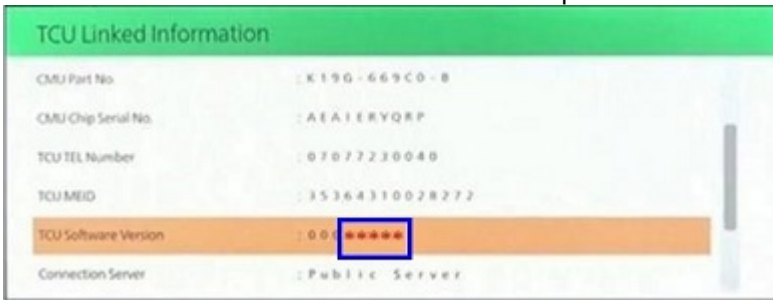 TCU Linked Information
CMU Part No. : K19G-669C0-B
CMU Chip Serial No. : AEAIERYQRP
TCU TEL Number : 07077230040
TCU MEID : 35364310028272
TCU Software Version : 000*****
Connection Server : Public Server